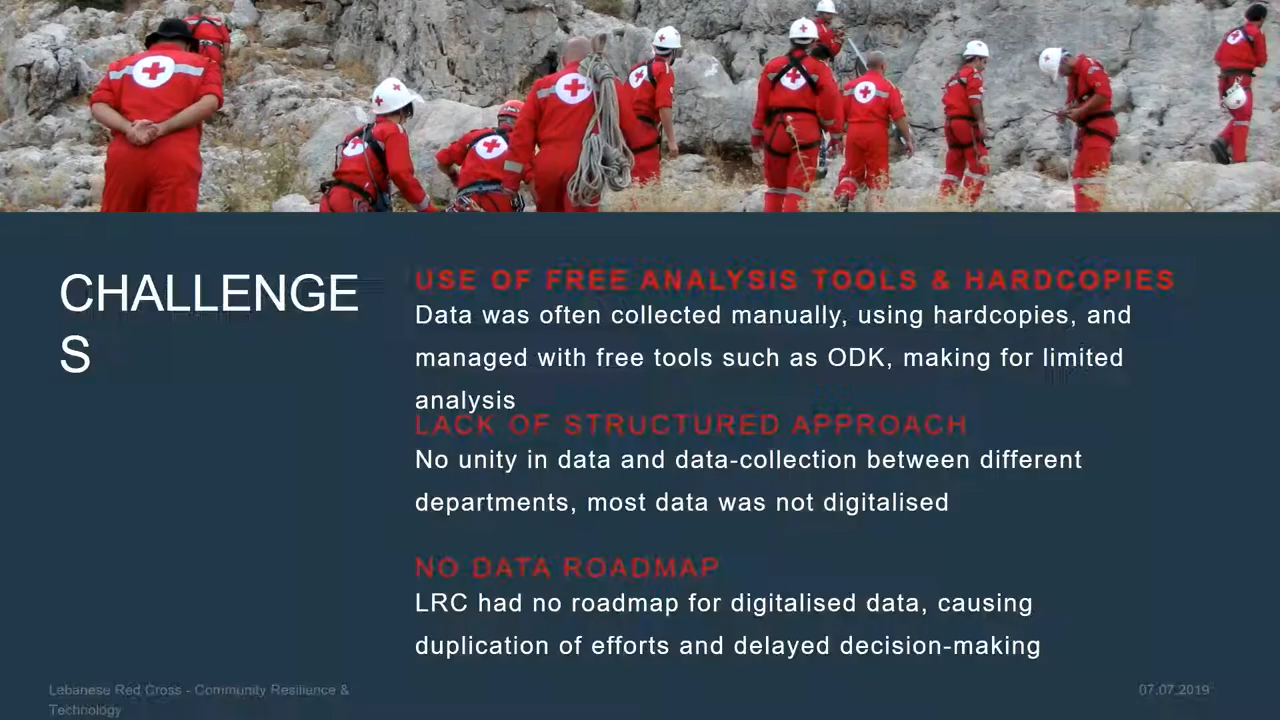 CHALLENGE
S
USE OF FREE ANALYSIS TOOLS & HARDCOPIES
Data was often collected manually, using hardcopies, and
managed with free tools such as ODK, making for limited
analysis
LACK OF STRUCTURED APPROACH
No unity in data and data-collection between different
departments, most data was not digitalised
NO DATA ROADMAP
LRC had no roadmap for digitalised data, causing
duplication of efforts and delayed decision-making
Lebanese Red Cross - Community Resilience &
Technology
07.07.2019